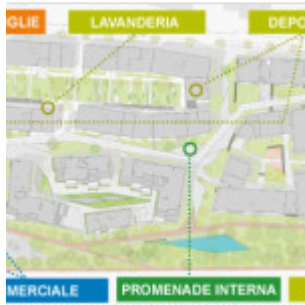 GLIE
LAVANDERIA
DEPO
MERCIALE
PROMENADE INTERNA